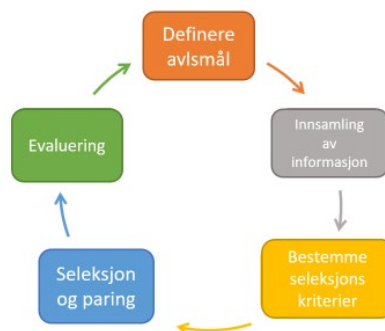 Definere
avlsmål
Innsamling
av
informasjon
Bestemme
seleksjons
kriterier
Seleksjon
og paring
Evaluering